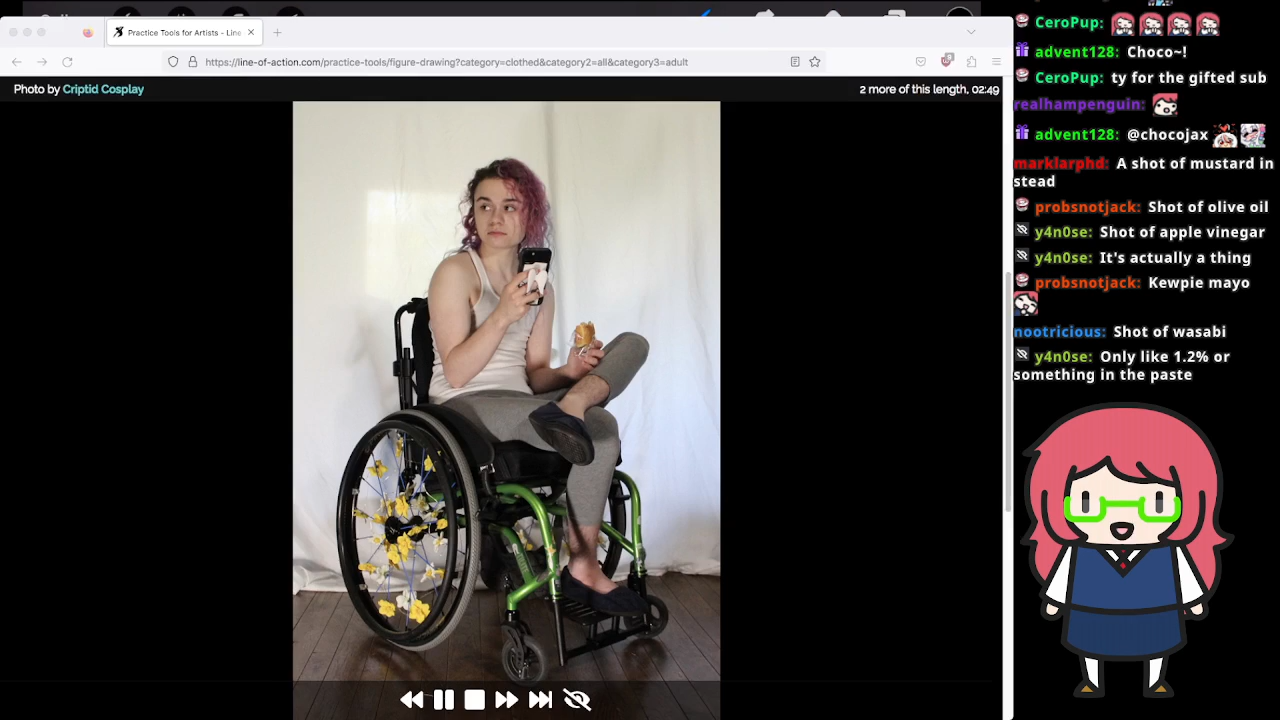 Practice Tools for Artists - Line
https://line-of-action.com/practice-tools/figure-drawing?category=clothed&category2=all&category3=adult
Photo by Criptid Cosplay
2 more of this length, 02:49
CeroPup:
advent128: Choco~!
CeroPup: ty for the gifted sub
realhampenguin:
advent128: @chocojax
marklarphd: A shot of mustard in
stead
probsnotjack: Shot of olive oil
y4n0se: Shot of apple vinegar
y4n0se: It's actually a thing
probsnotjack: Kewpie mayo
nootricious: Shot of wasabi
y4n0se: Only like 1.2% or
something in the paste